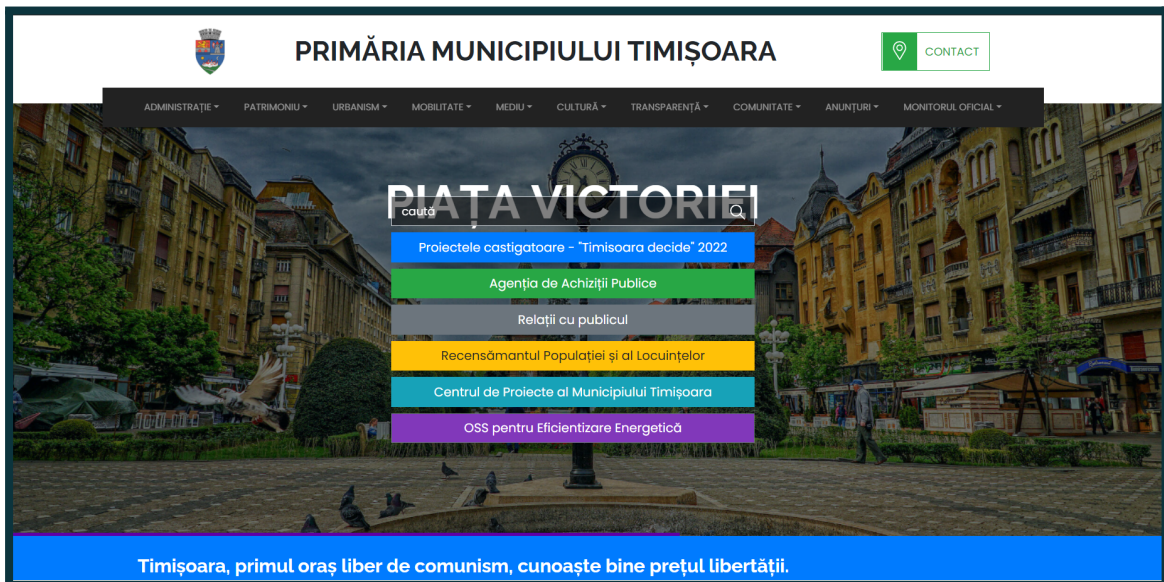 PRIMĂRIA MUNICIPIULUI TIMIȘOARA
CONTACT
ADMINISTRAȚIE PATRIMONIU URBANISM MOBILITATE MEDIU CULTURĂ TRANSPARENȚĂ COMUNITATE ANUNȚURI MONITORUL OFICIAL
PIAȚA VICTORIEI
caută
Proiectele castigatoare - "Timisoara decide" 2022
Agenția de Achiziții Publice
Relații cu publicul
Recensămantul Populației și al Locuințelor
Centrul de Proiecte al Municipiului Timișoara
OSS pentru Eficientizare Energetică
Timișoara, primul oraș liber de comunism, cunoaște bine prețul libertății.